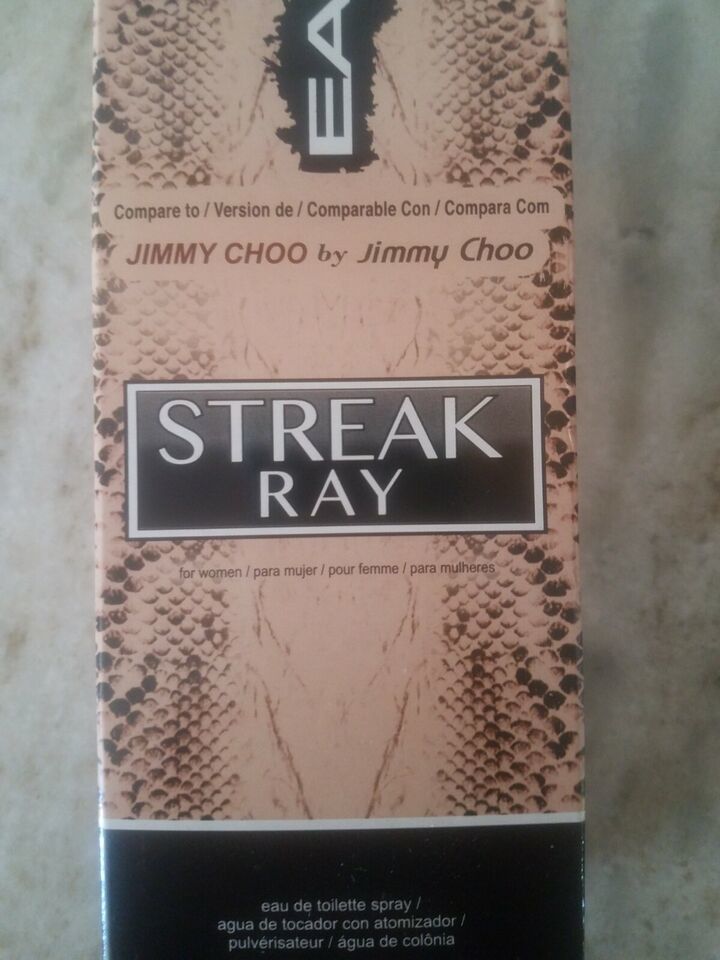 EA
Compare to / Version de / Comparable Con / Compara Com
JIMMY CHOO by Jimmy Choo
STREAK
RAY
for women / para mujer / pour femme / para mulheres
eau de toilette spray /
agua de tocador con atomizador /
pulvérisateur / água de colônia